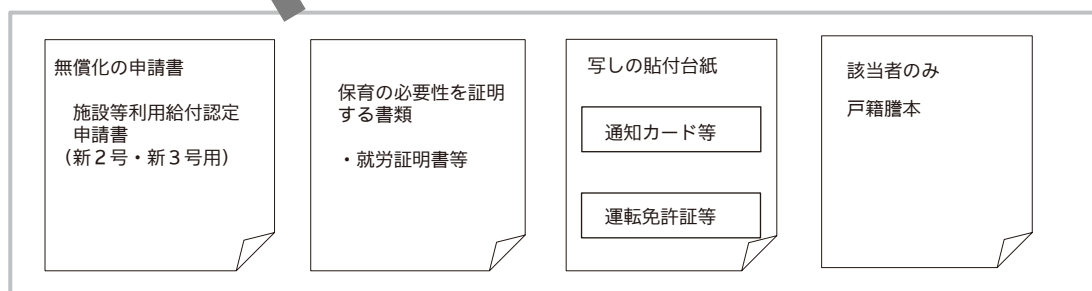 無償化の申請書
施設等利用給付認定
申請書
（新２号・新３号用）
保育の必要性を証明
する書類
・就労証明書等
写しの貼付台紙
通知カード等
運転免許証等
該当者のみ
戸籍謄本